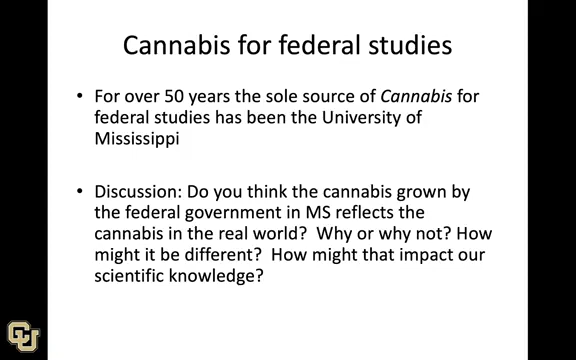 Cannabis for federal studies
• For over 50 years the sole source of Cannabis for
federal studies has been the University of
Mississippi
• Discussion: Do you think the cannabis grown by
the federal government in MS reflects the
cannabis in the real world?  Why or why not? How
might it be different?  How might that impact our
scientific knowledge?
CU